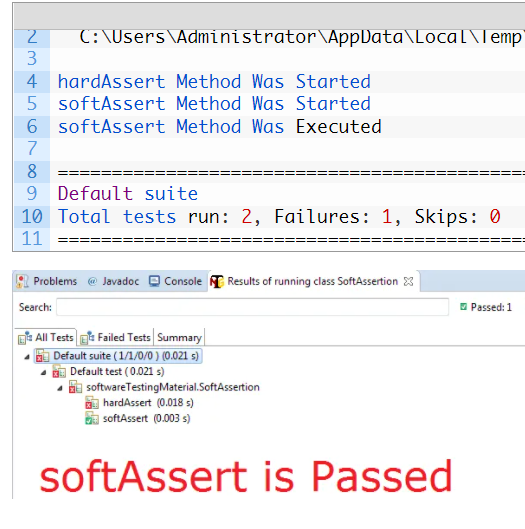 2 C:\Users\Administrator\AppData\Local\Temp\
3
4 hardAssert Method Was Started
5 softAssert Method Was Started
6 softAssert Method Was Executed
7
8 ===========================================
9 Default suite
10 Total tests run: 2, Failures: 1, Skips: 0
11 ===========================================
Problems @ Javadoc Console Results of running class SoftAssertion
Search: Passed: 1
All Tests Failed Tests Summary
Default suite ( 1/1/0/0 ) (0.021 s)
Default test ( 0.021 s)
softwareTestingMaterial.SoftAssertion
hardAssert (0.018 s)
softAssert (0.003 s)
softAssert is Passed